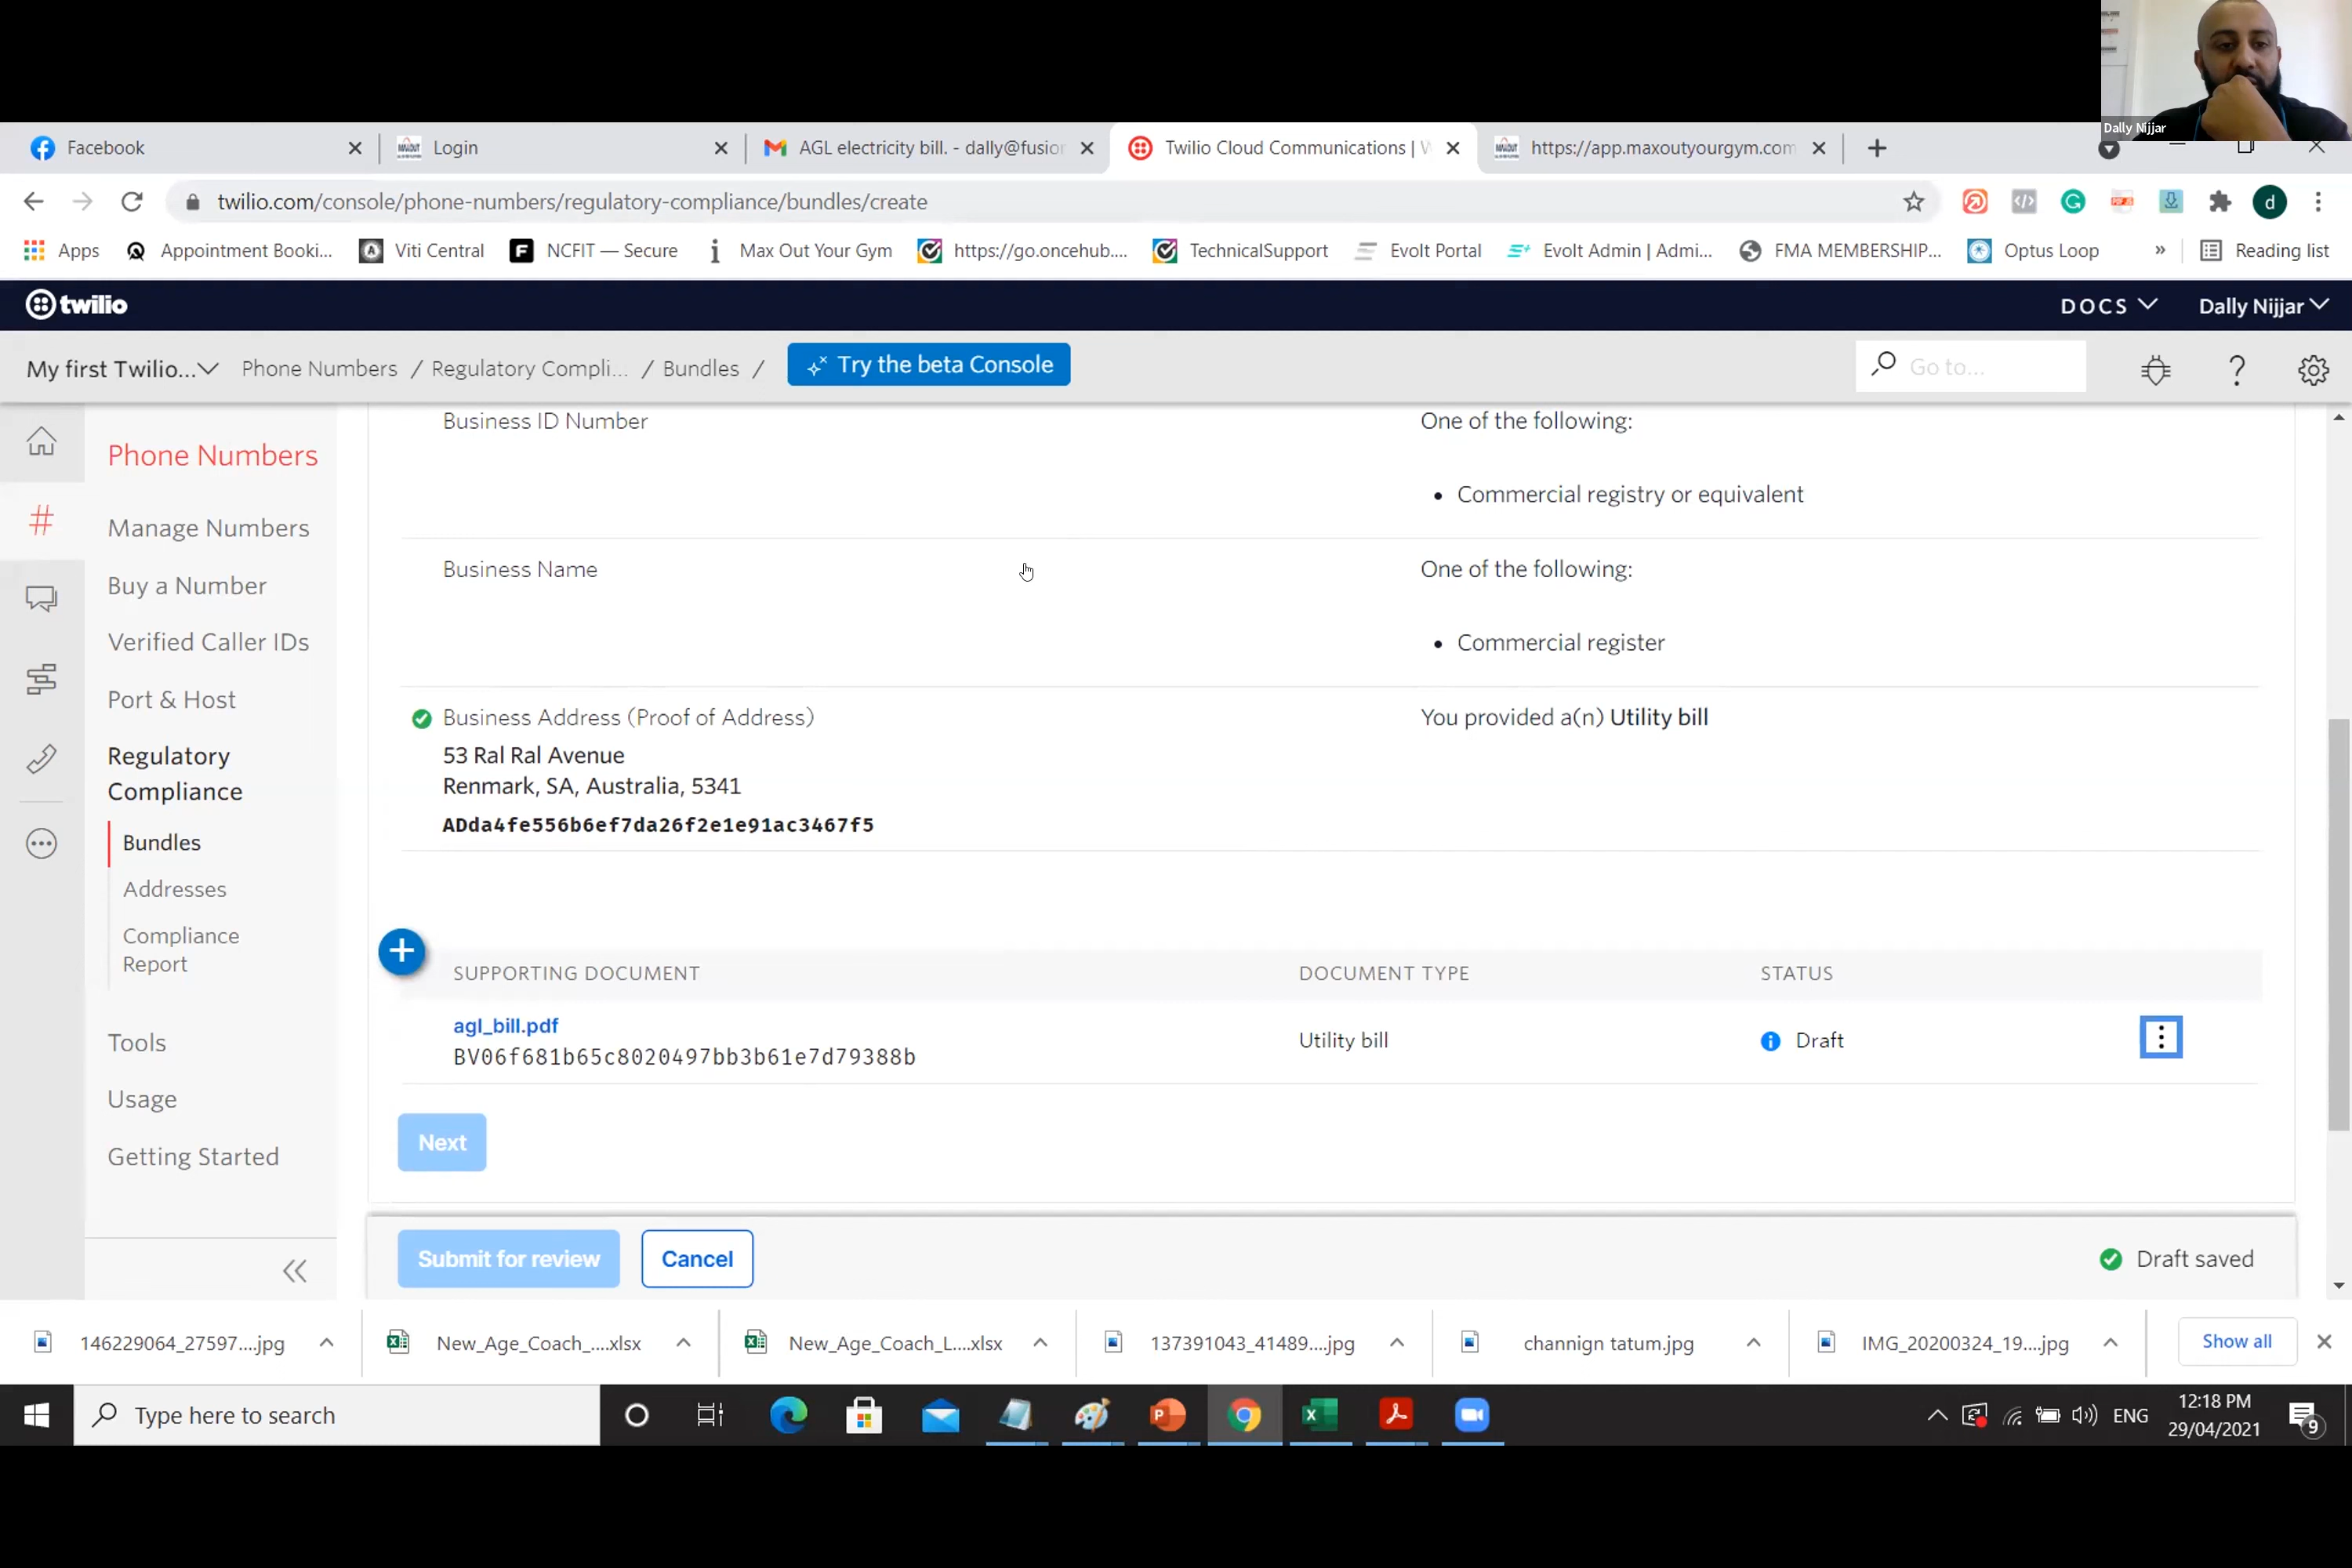 Dally Nijjar
Facebook
Login
AGL electricity bill. - dally@fusior
Twilio Cloud Communications | W
https://app.maxoutyourgym.com
twilio.com/console/phone-numbers/regulatory-compliance/bundles/create
d
Apps
Appointment Booki...
Viti Central
NCFIT — Secure
Max Out Your Gym
https://go.oncehub....
TechnicalSupport
Evolt Portal
Evolt Admin | Admi...
FMA MEMBERSHIP...
Optus Loop
»
Reading list
twilio
DOCS
Dally Nijjar
My first Twilio...
Phone Numbers / Regulatory Compli... / Bundles /
Try the beta Console
Go to...
Phone Numbers
Manage Numbers
Buy a Number
Verified Caller IDs
Port & Host
Regulatory
Compliance
Bundles
Addresses
Compliance
Report
Tools
Usage
Getting Started
Business ID Number
One of the following:
• Commercial registry or equivalent
Business Name
One of the following:
• Commercial register
Business Address (Proof of Address)
You provided a(n) Utility bill
53 Ral Ral Avenue
Renmark, SA, Australia, 5341
ADda4fe556b6ef7da26f2e1e91ac3467f5
SUPPORTING DOCUMENT
DOCUMENT TYPE
STATUS
agl_bill.pdf
BV06f681b65c8020497bb3b61e7d79388b
Utility bill
Draft
Next
Submit for review
Cancel
Draft saved
146229064_27597....jpg
New_Age_Coach_....xlsx
New_Age_Coach_L....xlsx
137391043_41489....jpg
channign tatum.jpg
IMG_20200324_19....jpg
Show all
Type here to search
ENG
12:18 PM
29/04/2021
9